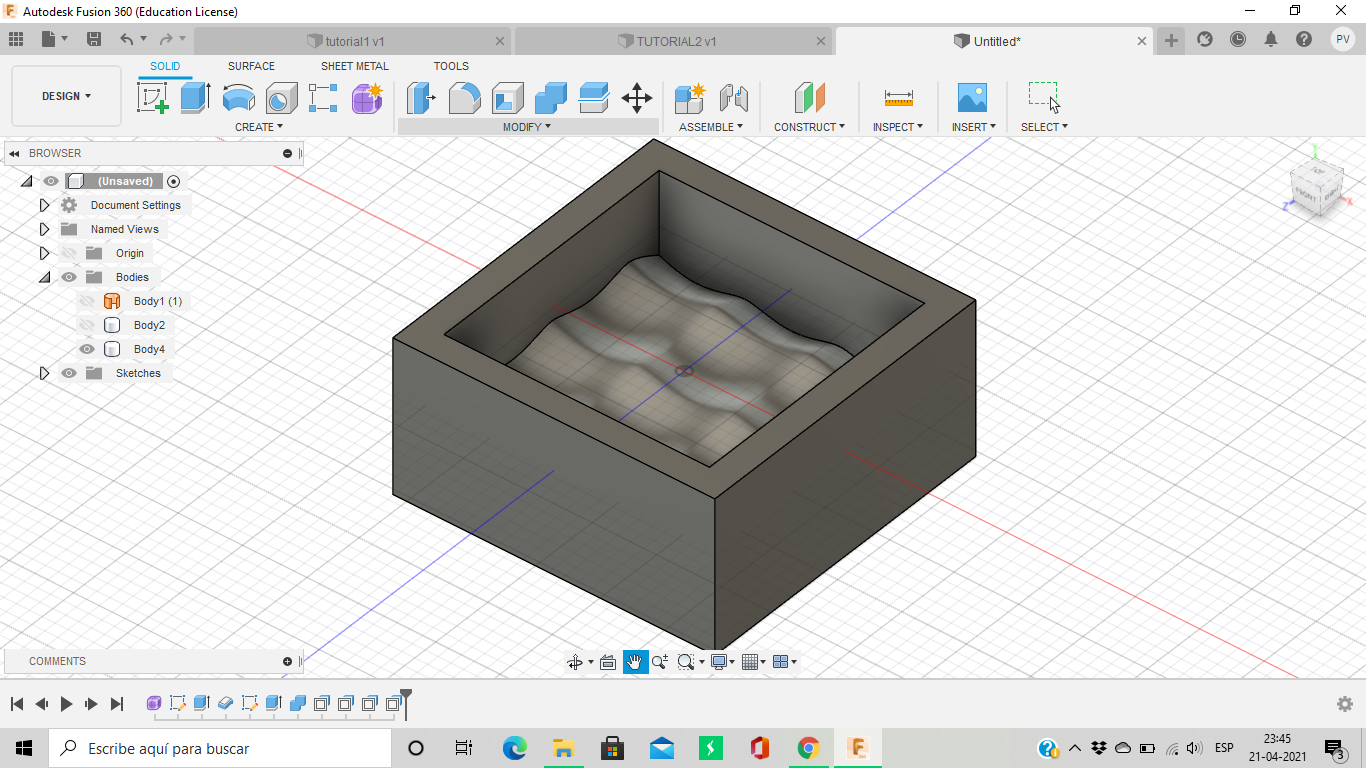 Autodesk Fusion 360 (Education License)
tutorial1 v1
TUTORIAL2 v1
Untitled*
PV
DESIGN
SOLID
SURFACE
SHEET METAL
TOOLS
CREATE
MODIFY
ASSEMBLE
CONSTRUCT
INSPECT
INSERT
SELECT
BROWSER
(Unsaved)
Document Settings
Named Views
Origin
Bodies
Body1 (1)
Body2
Body4
Sketches
TOP
FRONT
Y
Z
X
COMMENTS
Escribe aquí para buscar
ESP
23:45
21-04-2021
3